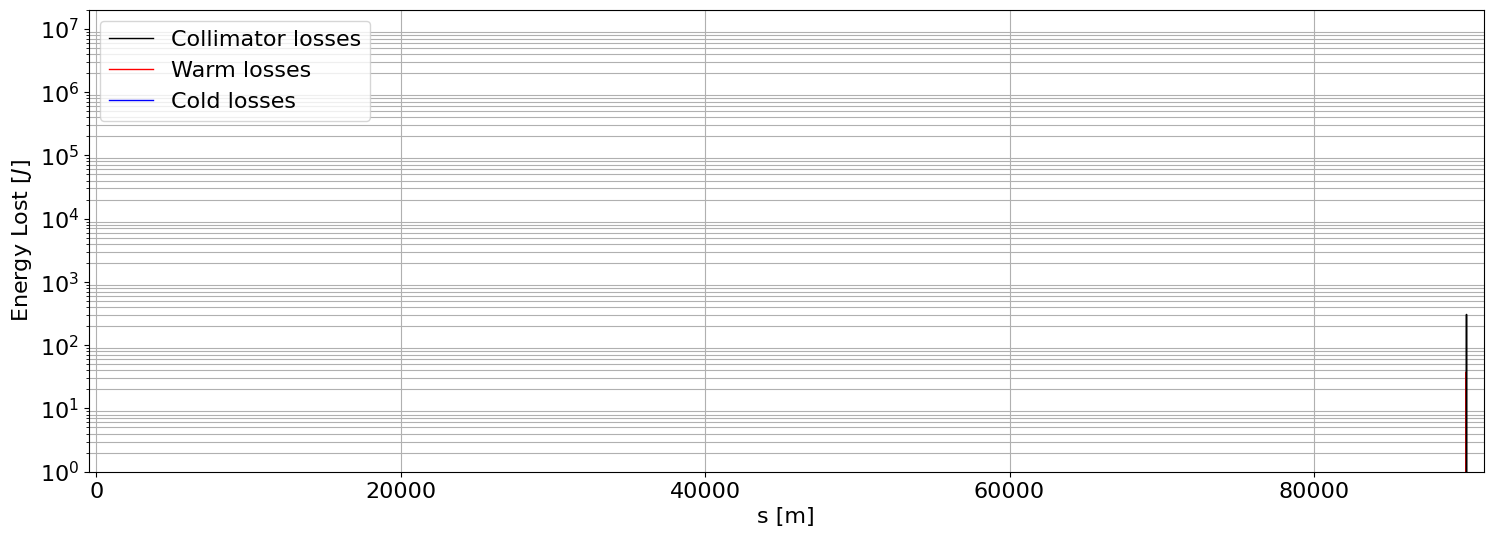 Collimator losses
Warm losses
Cold losses
Energy Lost [J]
10^7
10^6
10^5
10^4
10^3
10^2
10^1
10^0
0 20000 40000 60000 80000
s [m]